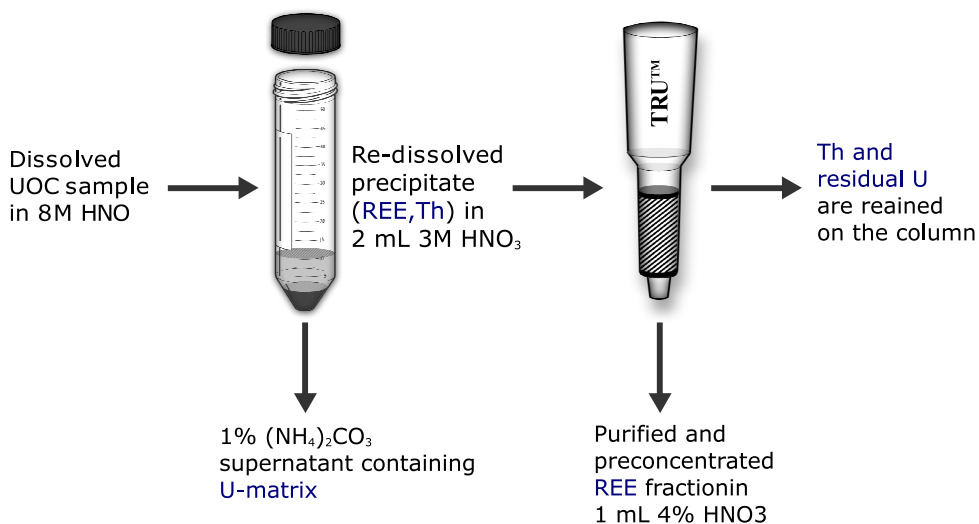 Dissolved
UOC sample
in 8M HNO
Re-dissolved
precipitate
(REE,Th) in
2 mL 3M HNO₃
TRU™
Th and
residual U
are reained
on the column
1% (NH₄)₂CO₃
supernatant containing
U-matrix
Purified and
preconcentrated
REE fractionin
1 mL 4% HNO3